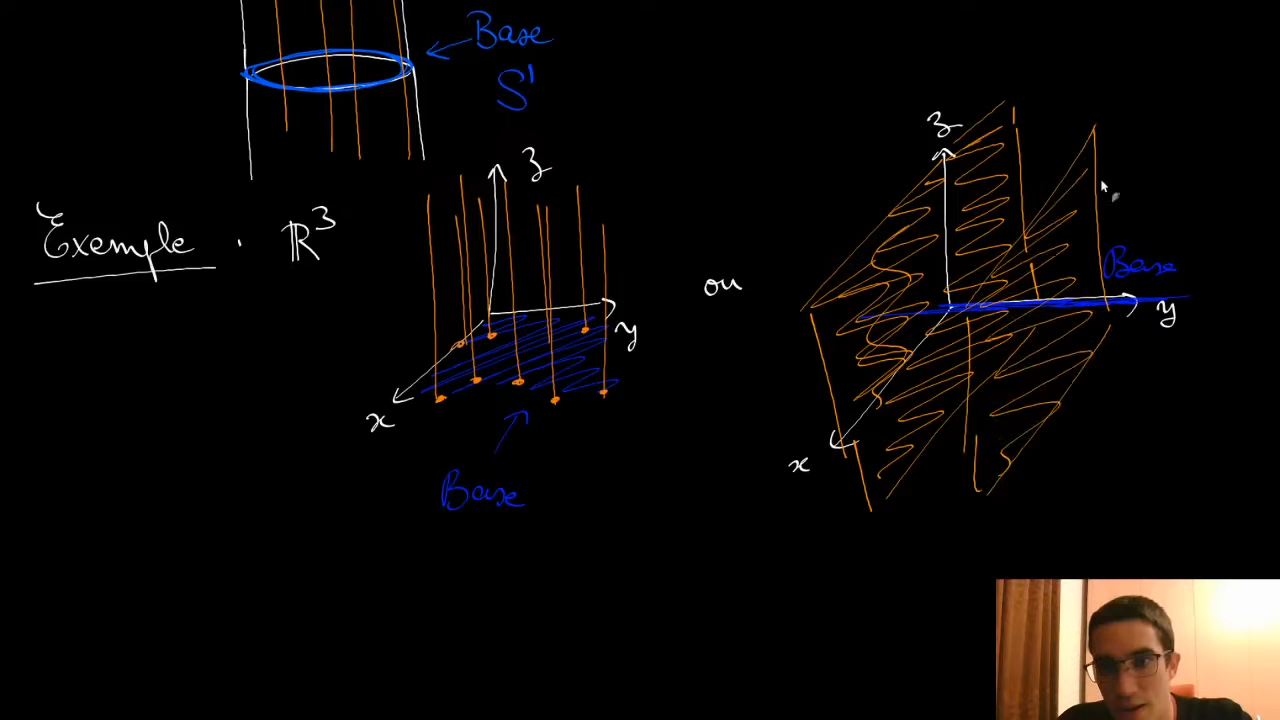 Base
S¹
Exemple . ℝ³
z
y
x
Base
ou
z
Base
y
x